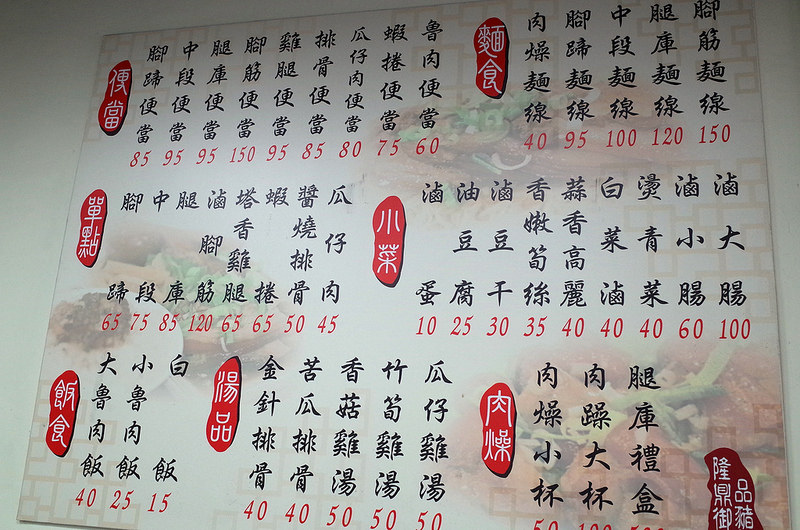 便當
腳蹄便當 85
中段便當 95
腿庫便當 95
腳筋便當 150
雞腿便當 95
排骨便當 85
瓜仔肉便當 80
蝦捲便當 75
魯肉便當 60
麵食
肉燥麵線 40
腳蹄麵線 95
中段麵線 100
腿庫麵線 120
腳筋麵線 150
單點
腳蹄 65
中段 75
腿庫 85
滷腳筋 120
塔香雞腿 65
蝦捲 65
醬燒排骨 50
瓜仔肉 45
小菜
滷蛋 10
油豆腐 25
滷豆干 30
香嫩筍絲 35
蒜香高麗 40
白菜滷 40
燙青菜 40
滷小腸 60
滷大腸 100
飯食
大魯肉飯 40
小魯肉飯 25
白飯 15
湯品
金針排骨 40
苦瓜排骨 40
香菇雞湯 50
竹筍雞湯 50
瓜仔雞湯 50
肉燥
肉燥小杯 50
肉躁大杯 100
腿庫禮盒
隆鼎御品豬